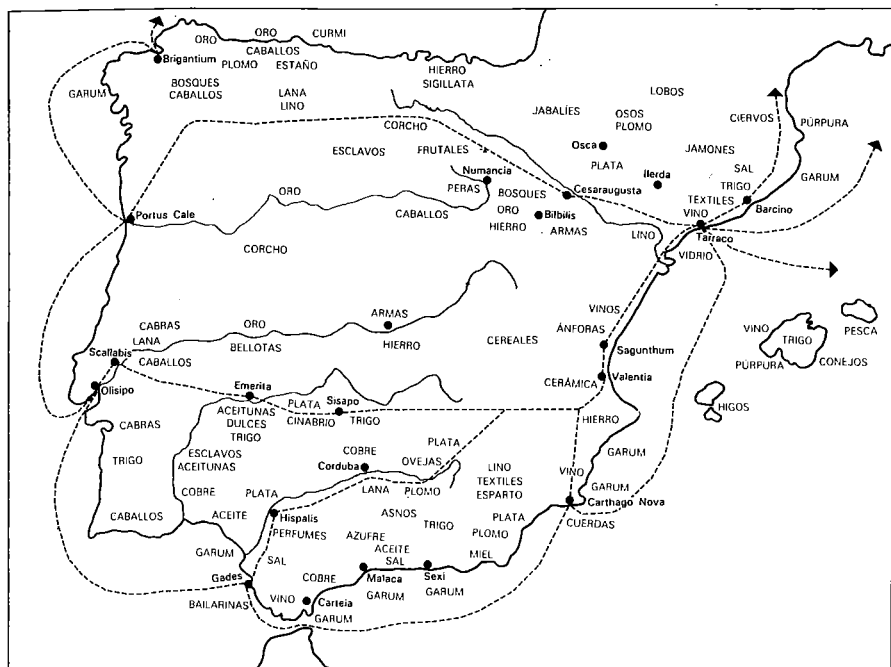 ORO ORO CURMI
CABALLOS
PLOMO ESTAÑO
Brigantium
GARUM
BOSQUES
CABALLOS
LANA
LINO
HIERRO
SIGILLATA
LOBOS
JABALÍES
OSOS
PLOMO
CIERVOS
PÚRPURA
CORCHO
ESCLAVOS
FRUTALES
Osca
PLATA
JAMONES
Ilerda
SAL
TRIGO
TEXTILES
GARUM
Numancia
PERAS
BOSQUES
Cesaraugusta
ORO
HIERRO
Bilbilis
ARMAS
VINO
Barcino
Tarraco
VIDRIO
LINO
Portus Cale
ORO
CABALLOS
CORCHO
ARMAS
HIERRO
CEREALES
VINOS
ÁNFORAS
Sagunthum
Valentia
CERÁMICA
VINO
TRIGO
PÚRPURA
CONEJOS
PESCA
HIGOS
CABRAS
LANA
CABALLOS
ORO
BELLOTAS
Scallabis
Olisipo
Emerita
ACEITUNAS
DULCES
TRIGO
PLATA
CINABRIO
Sisapo
TRIGO
CABRAS
TRIGO
CABALLOS
ESCLAVOS
ACEITUNAS
COBRE
ACEITE
COBRE
Corduba
PLATA
OVEJAS
LANA
PLOMO
LINO
TEXTILES
ESPARTO
HIERRO
GARUM
VINO
GARUM
Carthago Nova
CUERDAS
PLATA
Hispalis
PERFUMES
SAL
ASNOS
AZUFRE
ACEITE
SAL
TRIGO
PLATA
PLOMO
MIEL
GARUM
Gades
BAILARINAS
VINO
COBRE
Carteia
GARUM
Malaca
GARUM
Sexi
GARUM